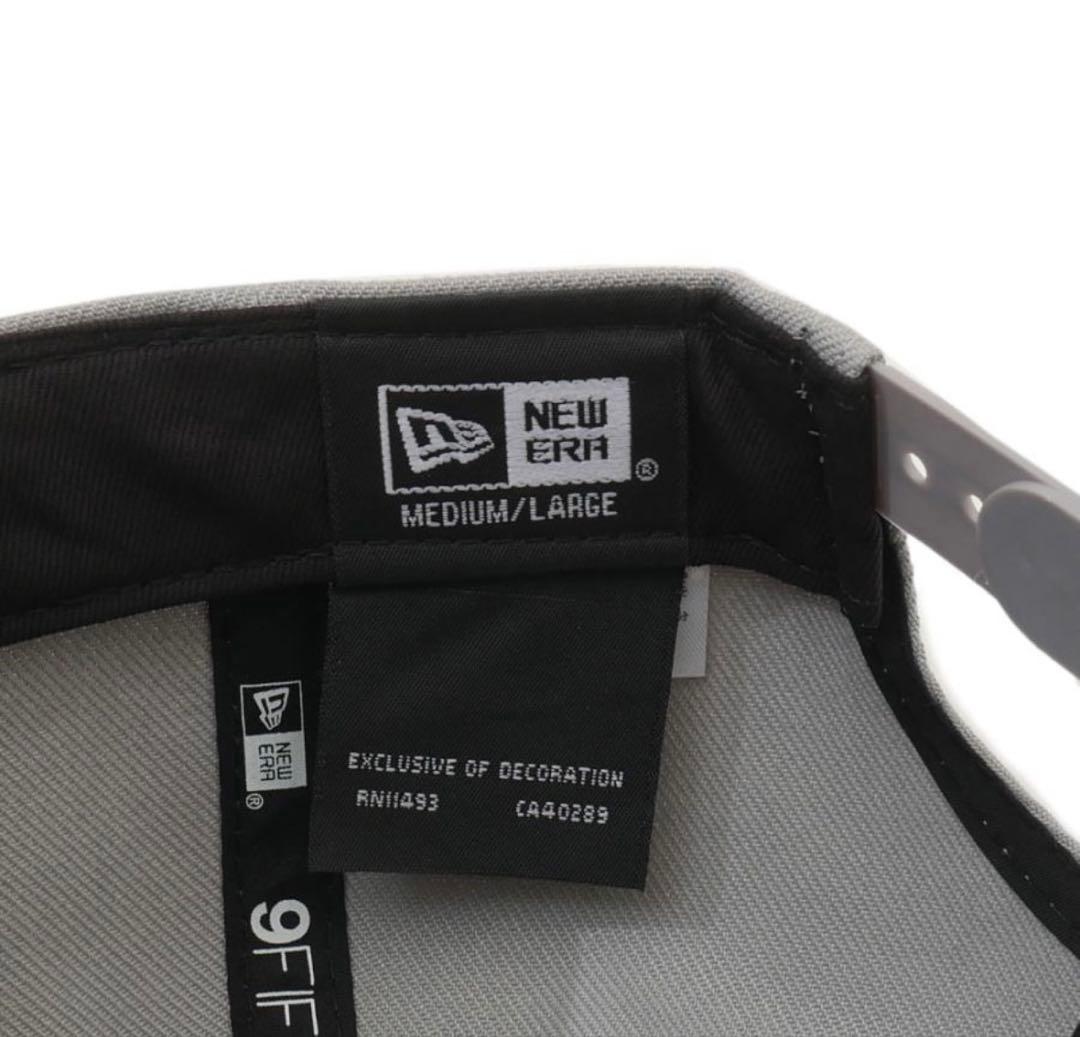 NEW
ERA
®
MEDIUM/LARGE
EXCLUSIVE OF DECORATION
RN11493 CA40289
NEW
ERA
®
9FIF